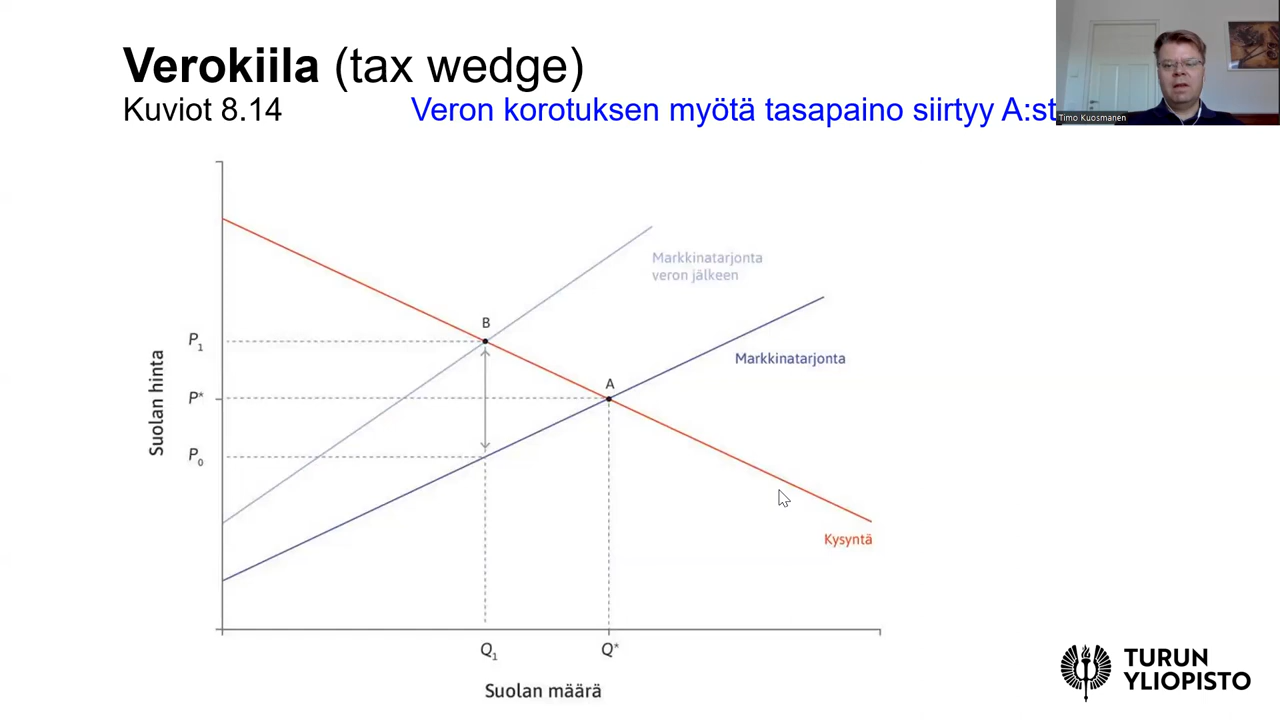 Verokiila (tax wedge)
Kuviot 8.14
Veron korotuksen myötä tasapaino siirtyy A:st
Timo Kuosmanen
Markkinatarjonta
veron jälkeen
B
P1
Markkinatarjonta
A
P*
Suolan hinta
P0
Kysyntä
Q1
Q*
Suolan määrä
TURUN
YLIOPISTO